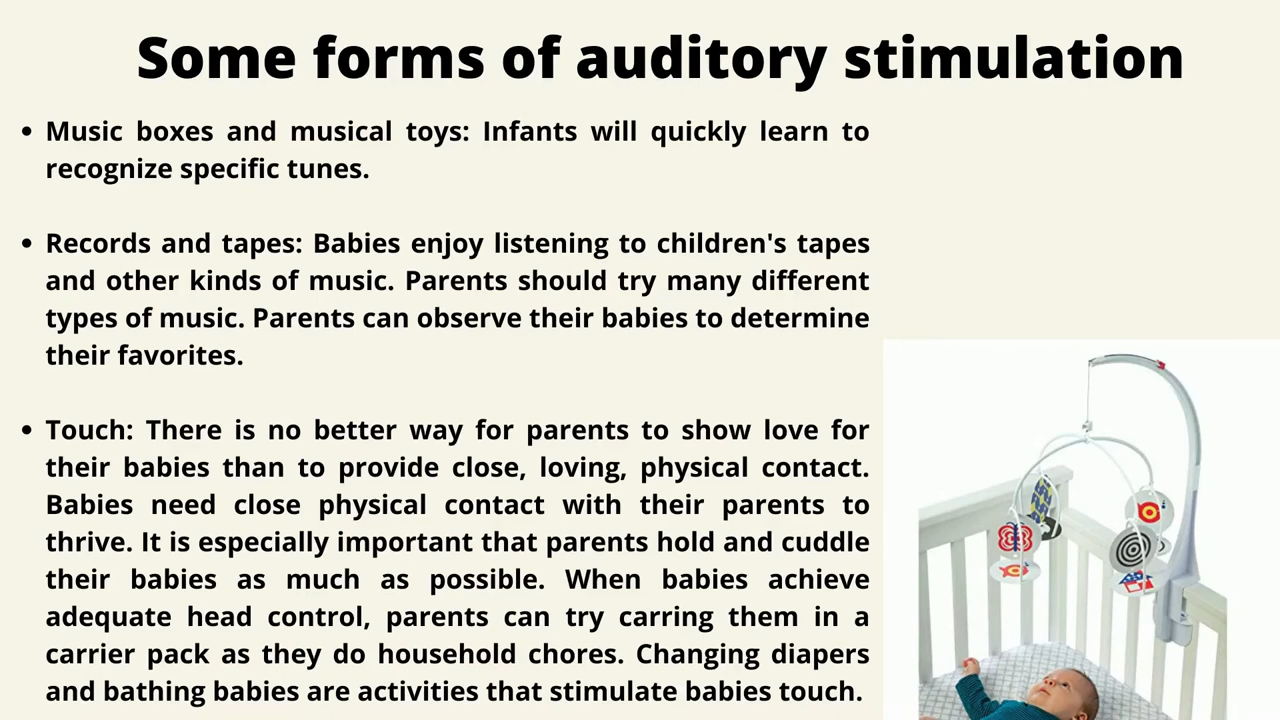 Some forms of auditory stimulation
• Music boxes and musical toys: Infants will quickly learn to
recognize specific tunes.
• Records and tapes: Babies enjoy listening to children's tapes
and other kinds of music. Parents should try many different
types of music. Parents can observe their babies to determine
their favorites.
• Touch: There is no better way for parents to show love for
their babies than to provide close, loving, physical contact.
Babies need close physical contact with their parents to
thrive. It is especially important that parents hold and cuddle
their babies as much as possible. When babies achieve
adequate head control, parents can try carring them in a
carrier pack as they do household chores. Changing diapers
and bathing babies are activities that stimulate babies touch.